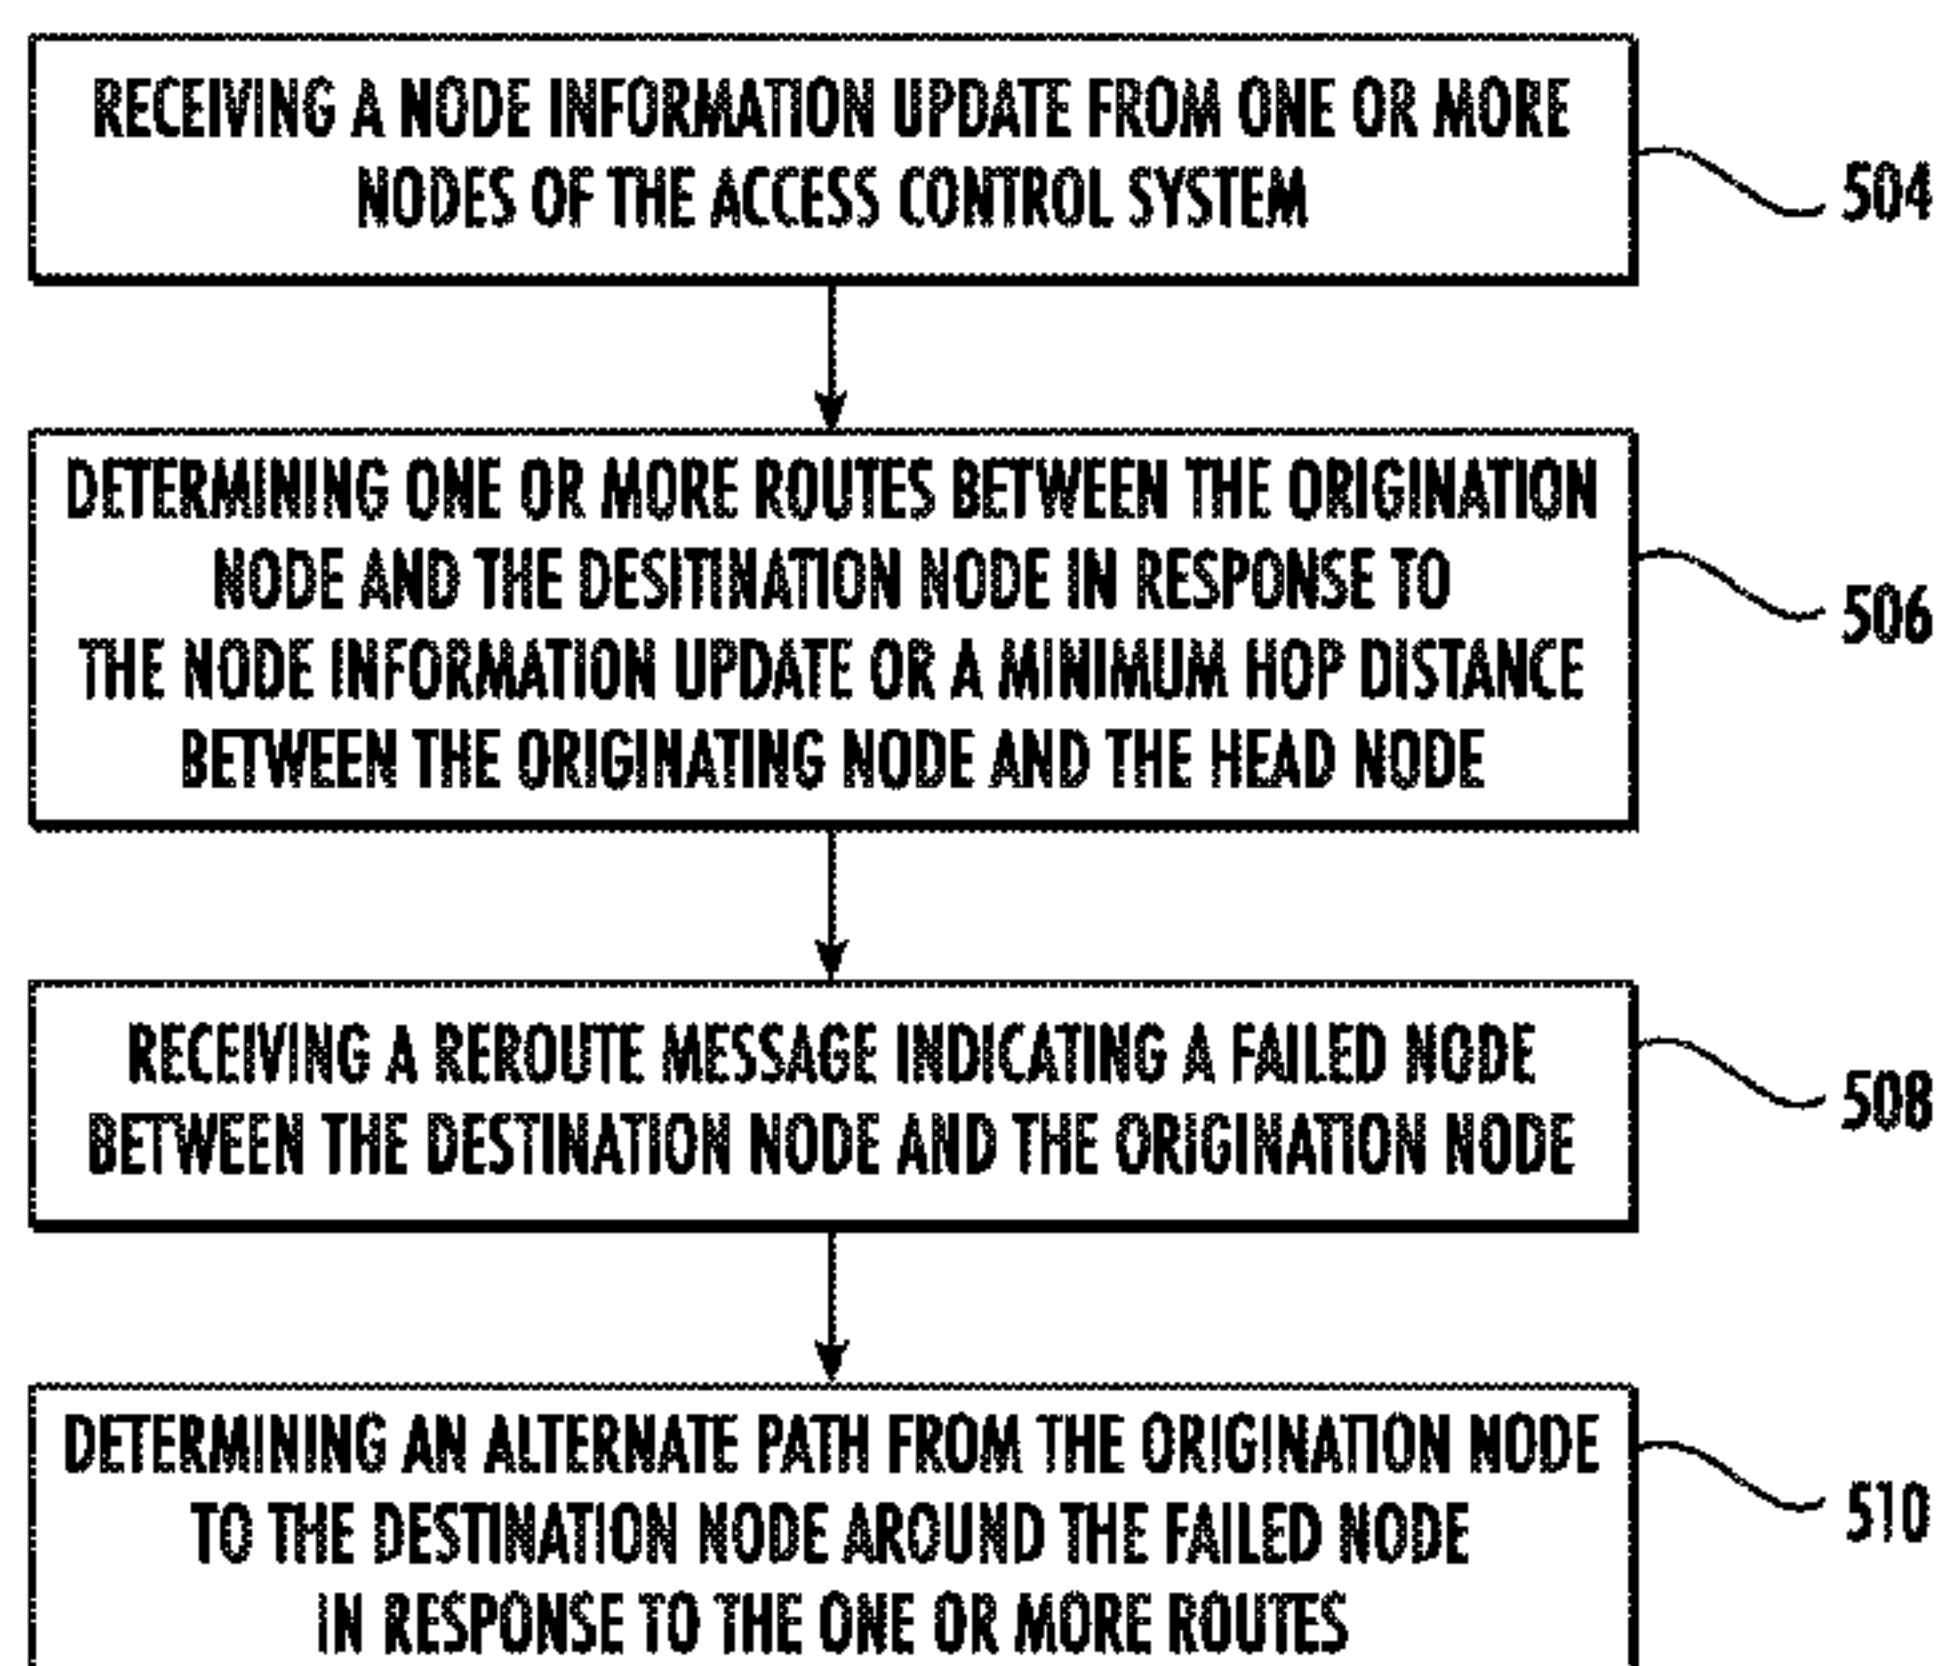 RECEIVING A NODE INFORMATION UPDATE FROM ONE OR MORE
NODES OF THE ACCESS CONTROL SYSTEM
504
DETERMINING ONE OR MORE ROUTES BETWEEN THE ORIGINATION
NODE AND THE DESITINATION NODE IN RESPONSE TO
THE NODE INFORMATION UPDATE OR A MINIMUM HOP DISTANCE
BETWEEN THE ORIGINATING NODE AND THE HEAD NODE
506
RECEIVING A REROUTE MESSAGE INDICATING A FAILED NODE
BETWEEN THE DESTINATION NODE AND THE ORIGINATION NODE
508
DETERMINING AN ALTERNATE PATH FROM THE ORIGINATION NODE
TO THE DESTINATION NODE AROUND THE FAILED NODE
IN RESPONSE TO THE ONE OR MORE ROUTES
510